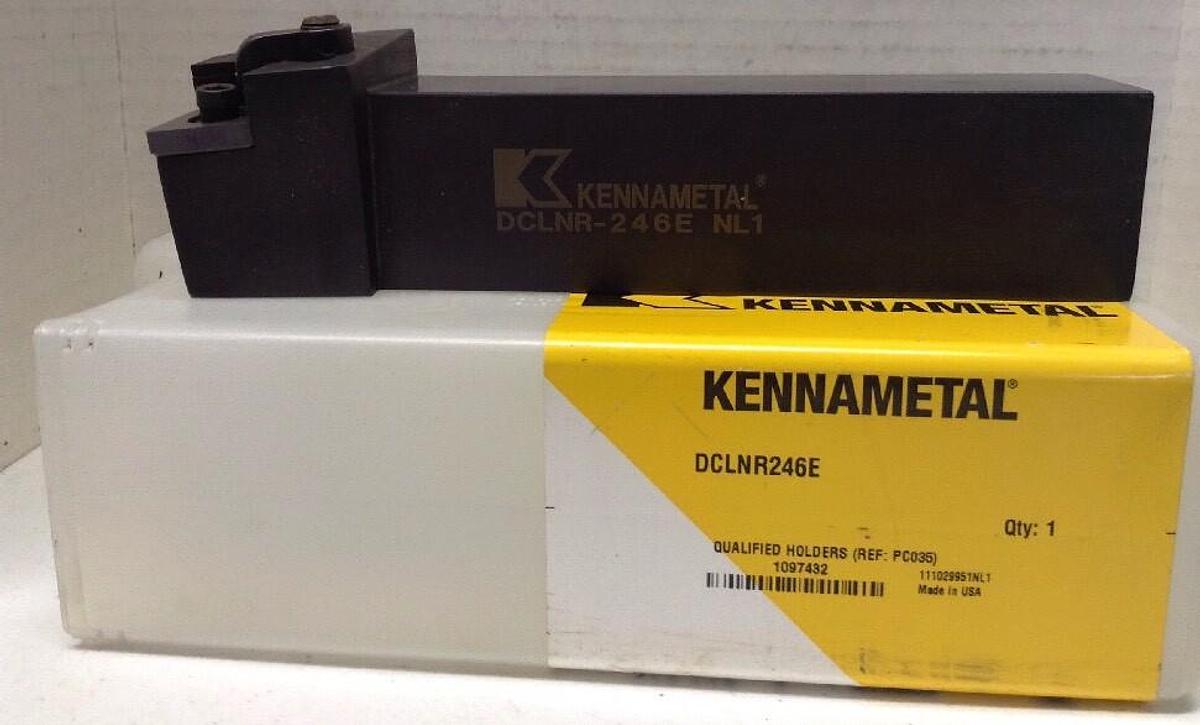 KENNAMETAL®
DCLNR-246E NL1
KENNAMETAL
KENNAMETAL®
DCLNR246E
Qty: 1
QUALIFIED HOLDERS (REF: PC035)
1097432
111029951NL1
Made in USA